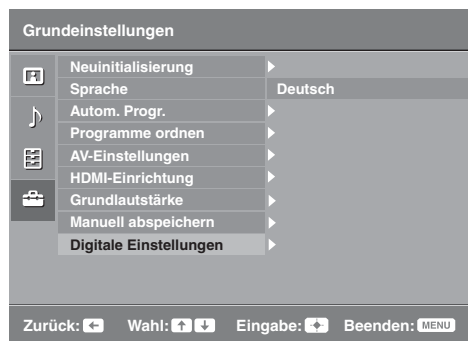 Grundeinstellungen
Neuinitialisierung
Sprache Deutsch
Autom. Progr.
Programme ordnen
AV-Einstellungen
HDMI-Einrichtung
Grundlautstärke
Manuell abspeichern
Digitale Einstellungen
Zurück: Wahl: Eingabe: Beenden: MENU